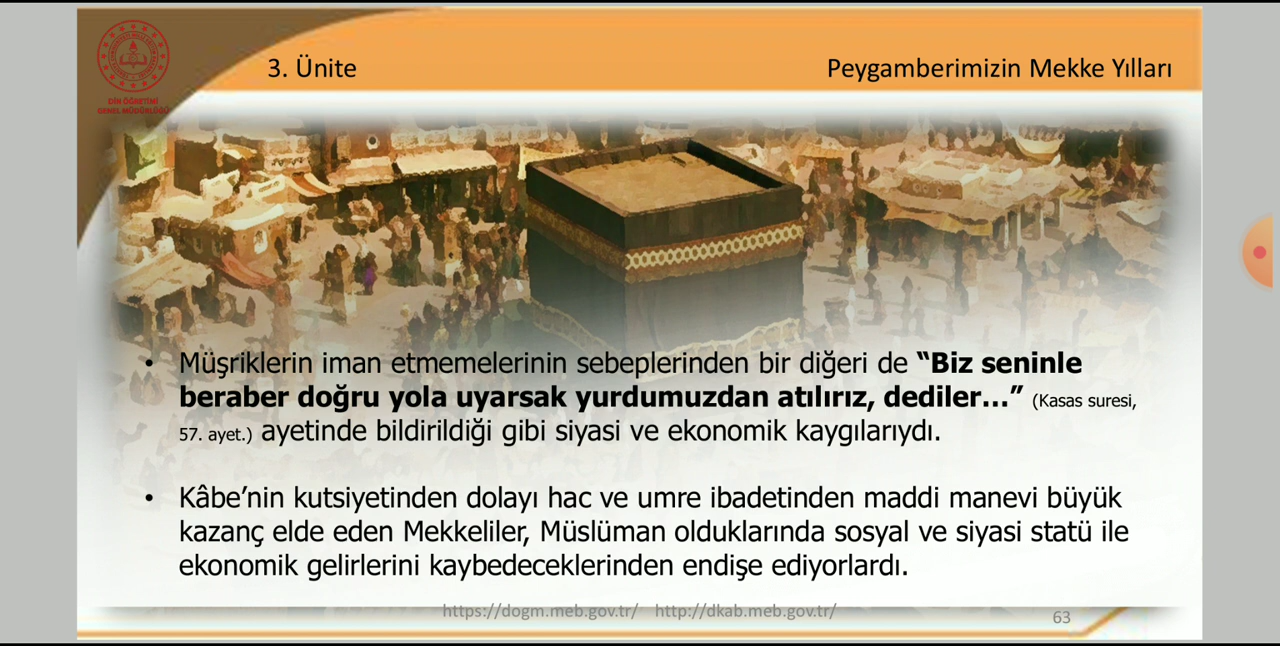 DİN ÖĞRETİMİ
GENEL MÜDÜRLÜĞÜ
3. Ünite
Peygamberimizin Mekke Yılları
• Müşriklerin iman etmemelerinin sebeplerinden bir diğeri de “Biz seninle
beraber doğru yola uyarsak yurdumuzdan atılırız, dediler...” (Kasas suresi,
57. ayet.) ayetinde bildirildiği gibi siyasi ve ekonomik kaygılarıydı.
• Kâbe’nin kutsiyetinden dolayı hac ve umre ibadetinden maddi manevi büyük
kazanç elde eden Mekkeliler, Müslüman olduklarında sosyal ve siyasi statü ile
ekonomik gelirlerini kaybedeceklerinden endişe ediyorlardı.
https://dogm.meb.gov.tr/ http://dkab.meb.gov.tr/
63